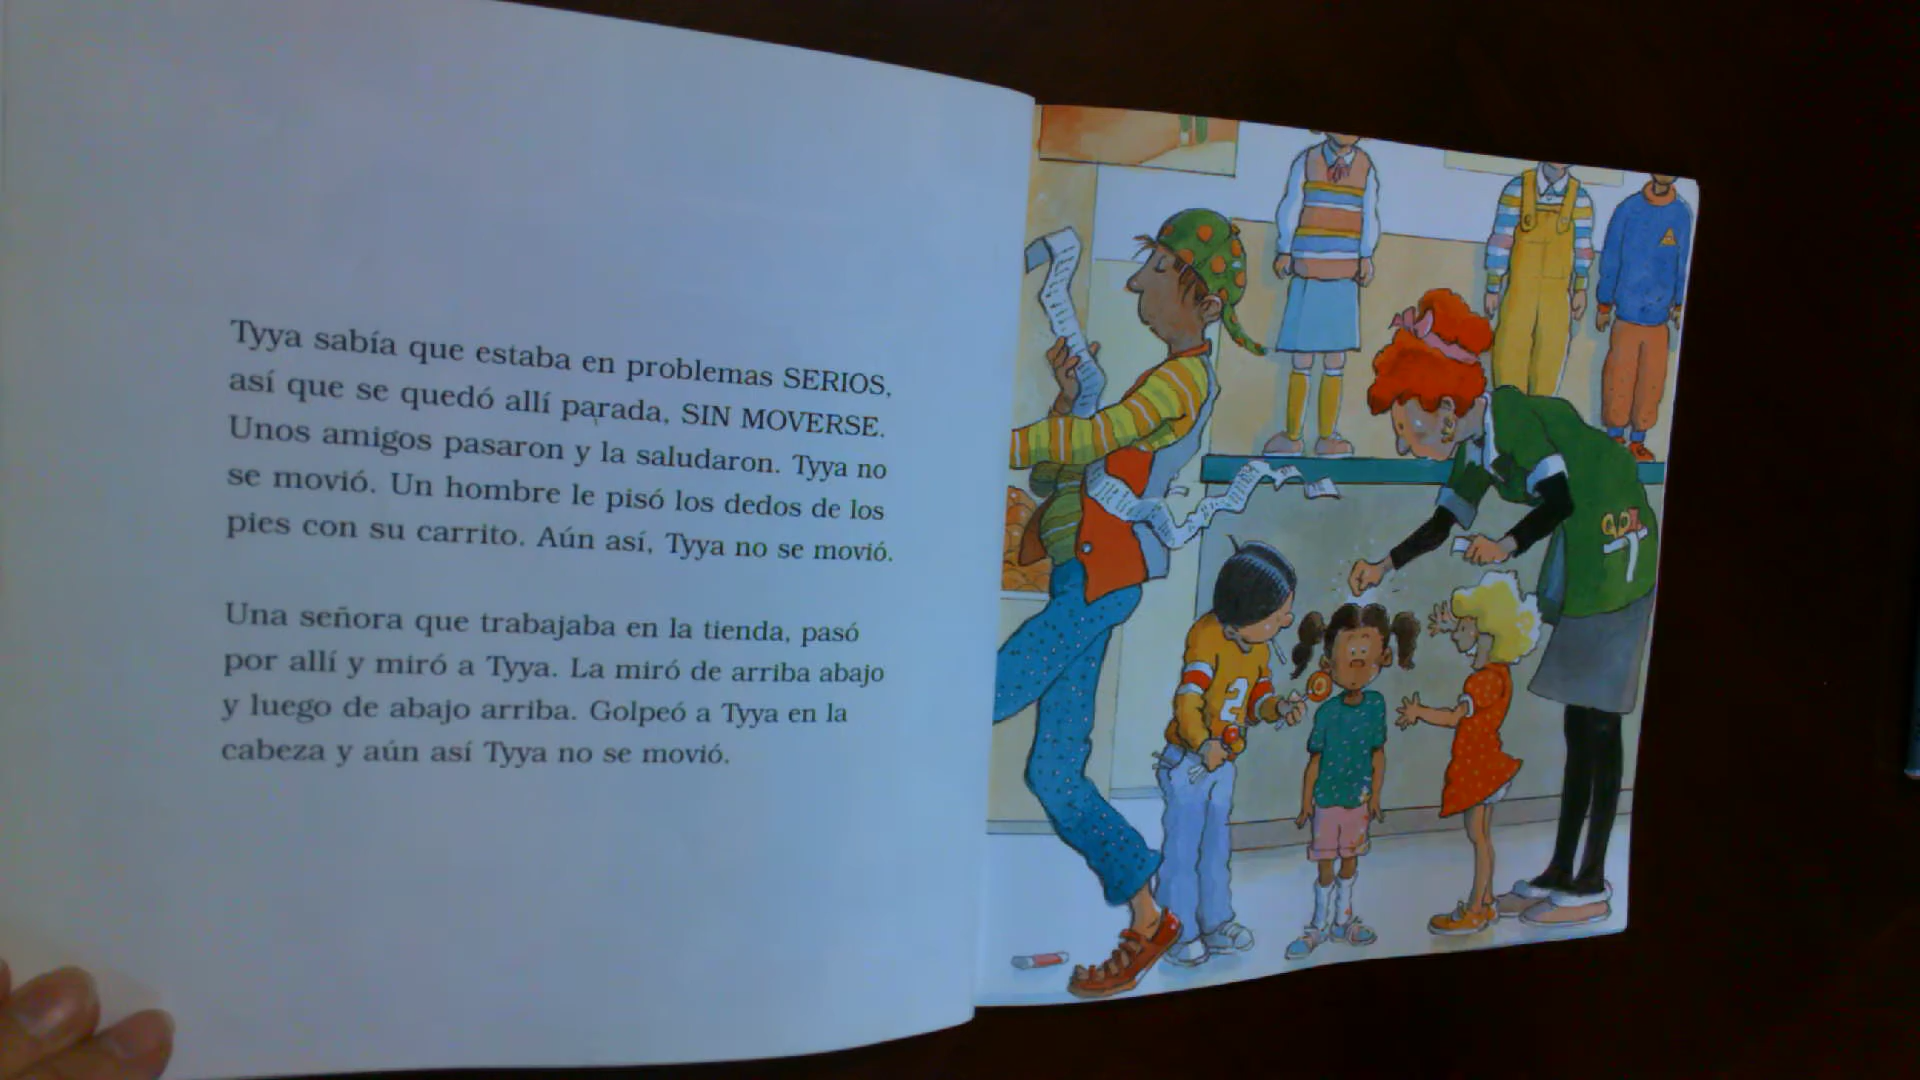 Tyya sabía que estaba en problemas SERIOS,
así que se quedó allí parada, SIN MOVERSE.
Unos amigos pasaron y la saludaron. Tyya no
se movió. Un hombre le pisó los dedos de los
pies con su carrito. Aún así, Tyya no se movió.
Una señora que trabajaba en la tienda, pasó
por allí y miró a Tyya. La miró de arriba abajo
y luego de abajo arriba. Golpeó a Tyya en la
cabeza y aún así Tyya no se movió.
2